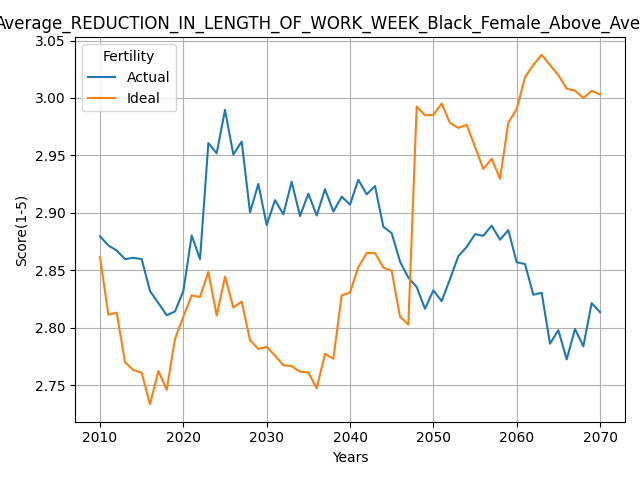 Average_REDUCTION_IN_LENGTH_OF_WORK_WEEK_Black_Female_Above_Ave
3.05
3.00
2.95
2.90
2.85
2.80
2.75
Score(1-5)
Fertility
Actual
Ideal
2010 2020 2030 2040 2050 2060 2070
Years